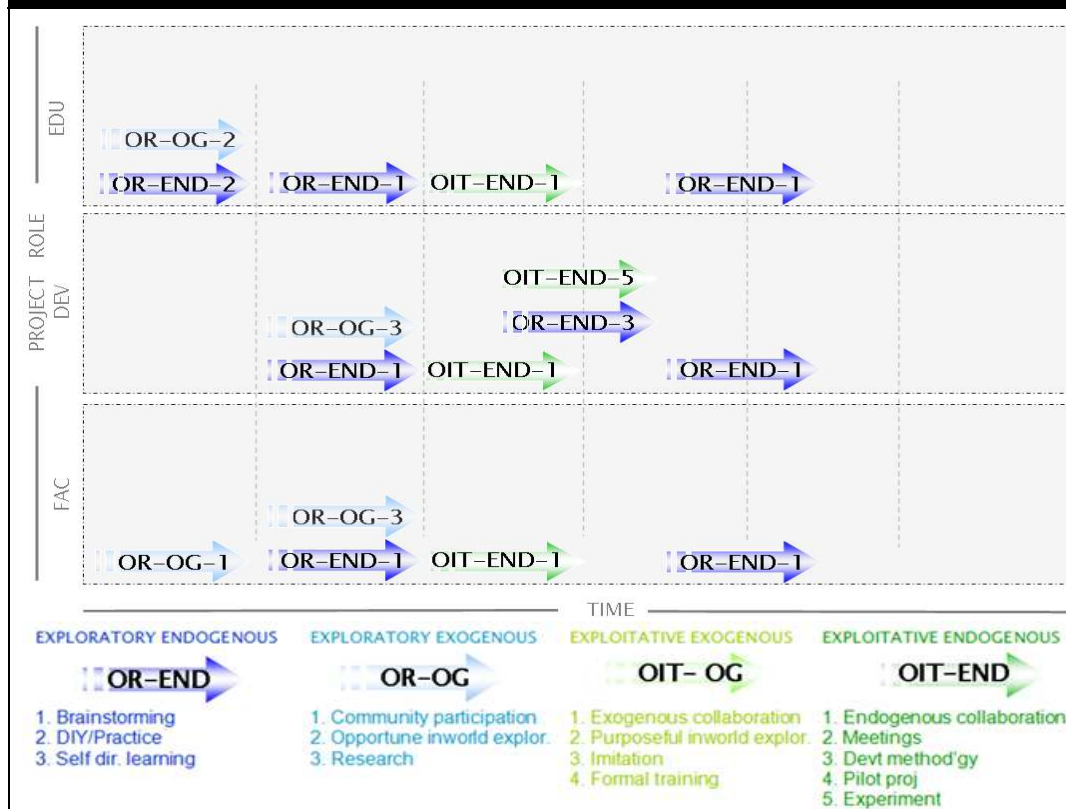 EDU
OR-OG-2
OR-END-2
OR-END-1
OIT-END-1
OR-END-1
PROJECT ROLE
DEV
OIT-END-5
OR-OG-3
OR-END-3
OR-END-1
OIT-END-1
OR-END-1
FAC
OR-OG-3
OR-OG-1
OR-END-1
OIT-END-1
OR-END-1
TIME
EXPLORATORY ENDOGENOUS
OR-END
1. Brainstorming
2. DIY/Practice
3. Self dir. learning
EXPLORATORY EXOGENOUS
OR-OG
1. Community participation
2. Opportune inworld explor.
3. Research
EXPLOITATIVE EXOGENOUS
OIT- OG
1. Exogenous collaboration
2. Purposeful inworld explor.
3. Imitation
4. Formal training
EXPLOITATIVE ENDOGENOUS
OIT-END
1. Endogenous collaboration
2. Meetings
3. Devt method'gy
4. Pilot proj
5. Experiment